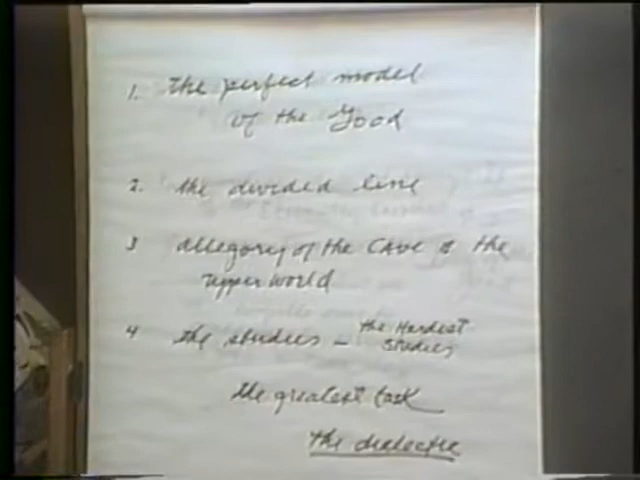 1. the perfect model
of the Good
2. the divided line
3 allegory of the CAVE & the
upper world
4 the studies - the Hardest
Studies
the greatest task
the dialectic